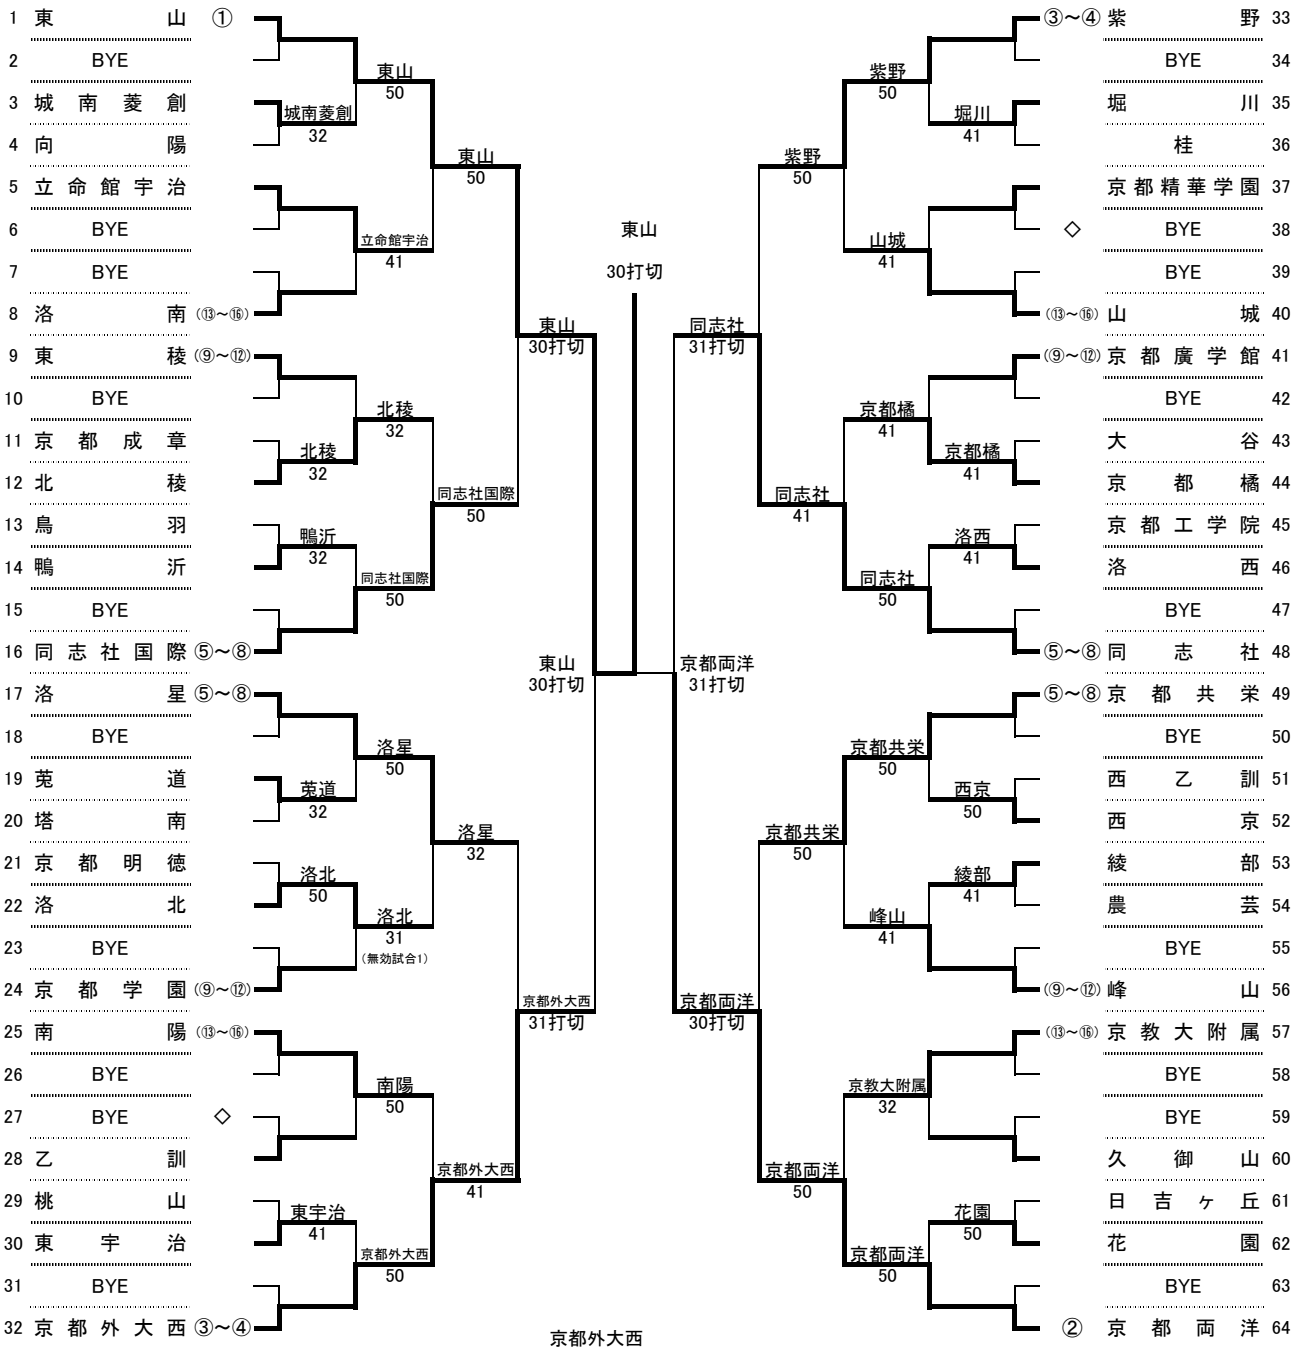 1 東山 ①
2 BYE
3 城南菱創
4 向陽
5 立命館宇治
6 BYE
7 BYE
8 洛南 (⑬～⑯)
9 東稜 (⑨～⑫)
10 BYE
11 京都成章
12 北稜
13 鳥羽
14 鴨沂
15 BYE
16 同志社国際 ⑤～⑧
17 洛星 ⑤～⑧
18 BYE
19 莵道
20 塔南
21 京都明徳
22 洛北
23 BYE
24 京都学園 (⑨～⑫)
25 南陽 (⑬～⑯)
26 BYE
27 BYE ◇
28 乙訓
29 桃山
30 東宇治
31 BYE
32 京都外大西 ③～④
城南菱創
32
北稜
32
鴨沂
32
莵道
32
洛北
50
東宇治
41
東山
50
立命館宇治
41
北稜
32
同志社国際
50
洛星
50
洛北
31
(無効試合1)
南陽
50
京都外大西
50
東山
50
同志社国際
50
洛星
32
京都外大西
41
東山
30打切
京都外大西
31打切
東山
30打切
東山
30打切
京都両洋
31打切
同志社
31打切
京都両洋
30打切
紫野
50
同志社
41
京都共栄
50
京都両洋
50
紫野
50
山城
41
京都橘
41
同志社
50
京都共栄
50
峰山
41
京教大附属
32
京都両洋
50
堀川
41
京都橘
41
洛西
41
西京
50
綾部
41
花園
50
③～④ 紫野 33
BYE 34
堀川 35
桂 36
京都精華学園 37
◇ BYE 38
BYE 39
(⑬～⑯) 山城 40
(⑨～⑫) 京都廣学館 41
BYE 42
大谷 43
京都橘 44
京都工学院 45
洛西 46
BYE 47
⑤～⑧ 同志社 48
⑤～⑧ 京都共栄 49
BYE 50
西乙訓 51
西京 52
綾部 53
農芸 54
BYE 55
(⑨～⑫) 峰山 56
(⑬～⑯) 京教大附属 57
BYE 58
BYE 59
久御山 60
日吉ヶ丘 61
花園 62
BYE 63
② 京都両洋 64
京都外大西